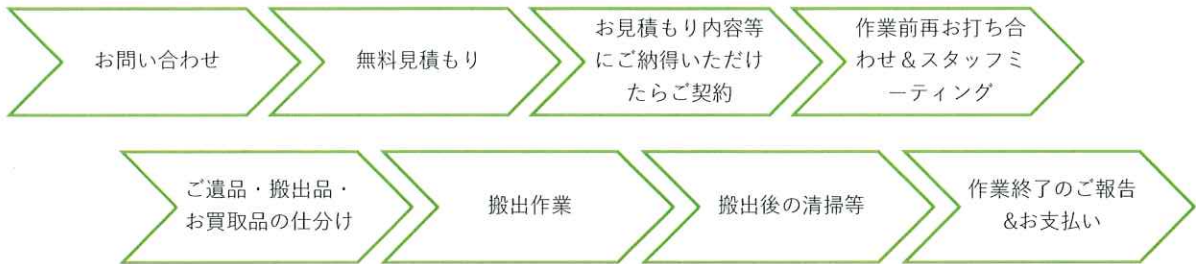 お問い合わせ
無料見積もり
お見積もり内容等
にご納得いただけ
たらご契約
作業前再お打ち合
わせ&スタッフミ
ーティング
ご遺品・搬出品・
お買取品の仕分け
搬出作業
搬出後の清掃等
作業終了のご報告
&お支払い